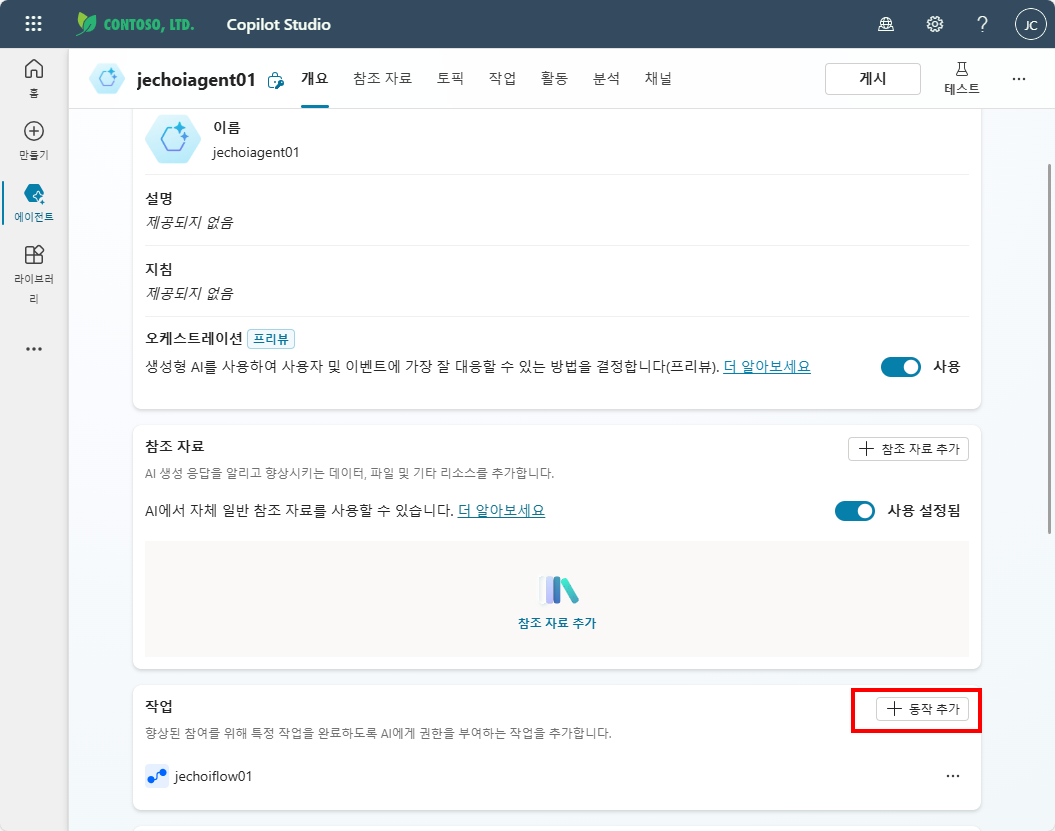 CONTOSO, LTD.
Copilot Studio
JC
홈
만들기
에이전트
라이브러
리
jechoiagent01
개요
참조 자료
토픽
작업
활동
분석
채널
게시
테스트
이름
jechoiagent01
설명
제공되지 없음
지침
제공되지 없음
오케스트레이션 프리뷰
생성형 AI를 사용하여 사용자 및 이벤트에 가장 잘 대응할 수 있는 방법을 결정합니다(프리뷰). 더 알아보세요
사용
참조 자료
참조 자료 추가
AI 생성 응답을 알리고 향상시키는 데이터, 파일 및 기타 리소스를 추가합니다.
AI에서 자체 일반 참조 자료를 사용할 수 있습니다. 더 알아보세요
사용 설정됨
참조 자료 추가
작업
동작 추가
향상된 참여를 위해 특정 작업을 완료하도록 AI에게 권한을 부여하는 작업을 추가합니다.
jechoiflow01